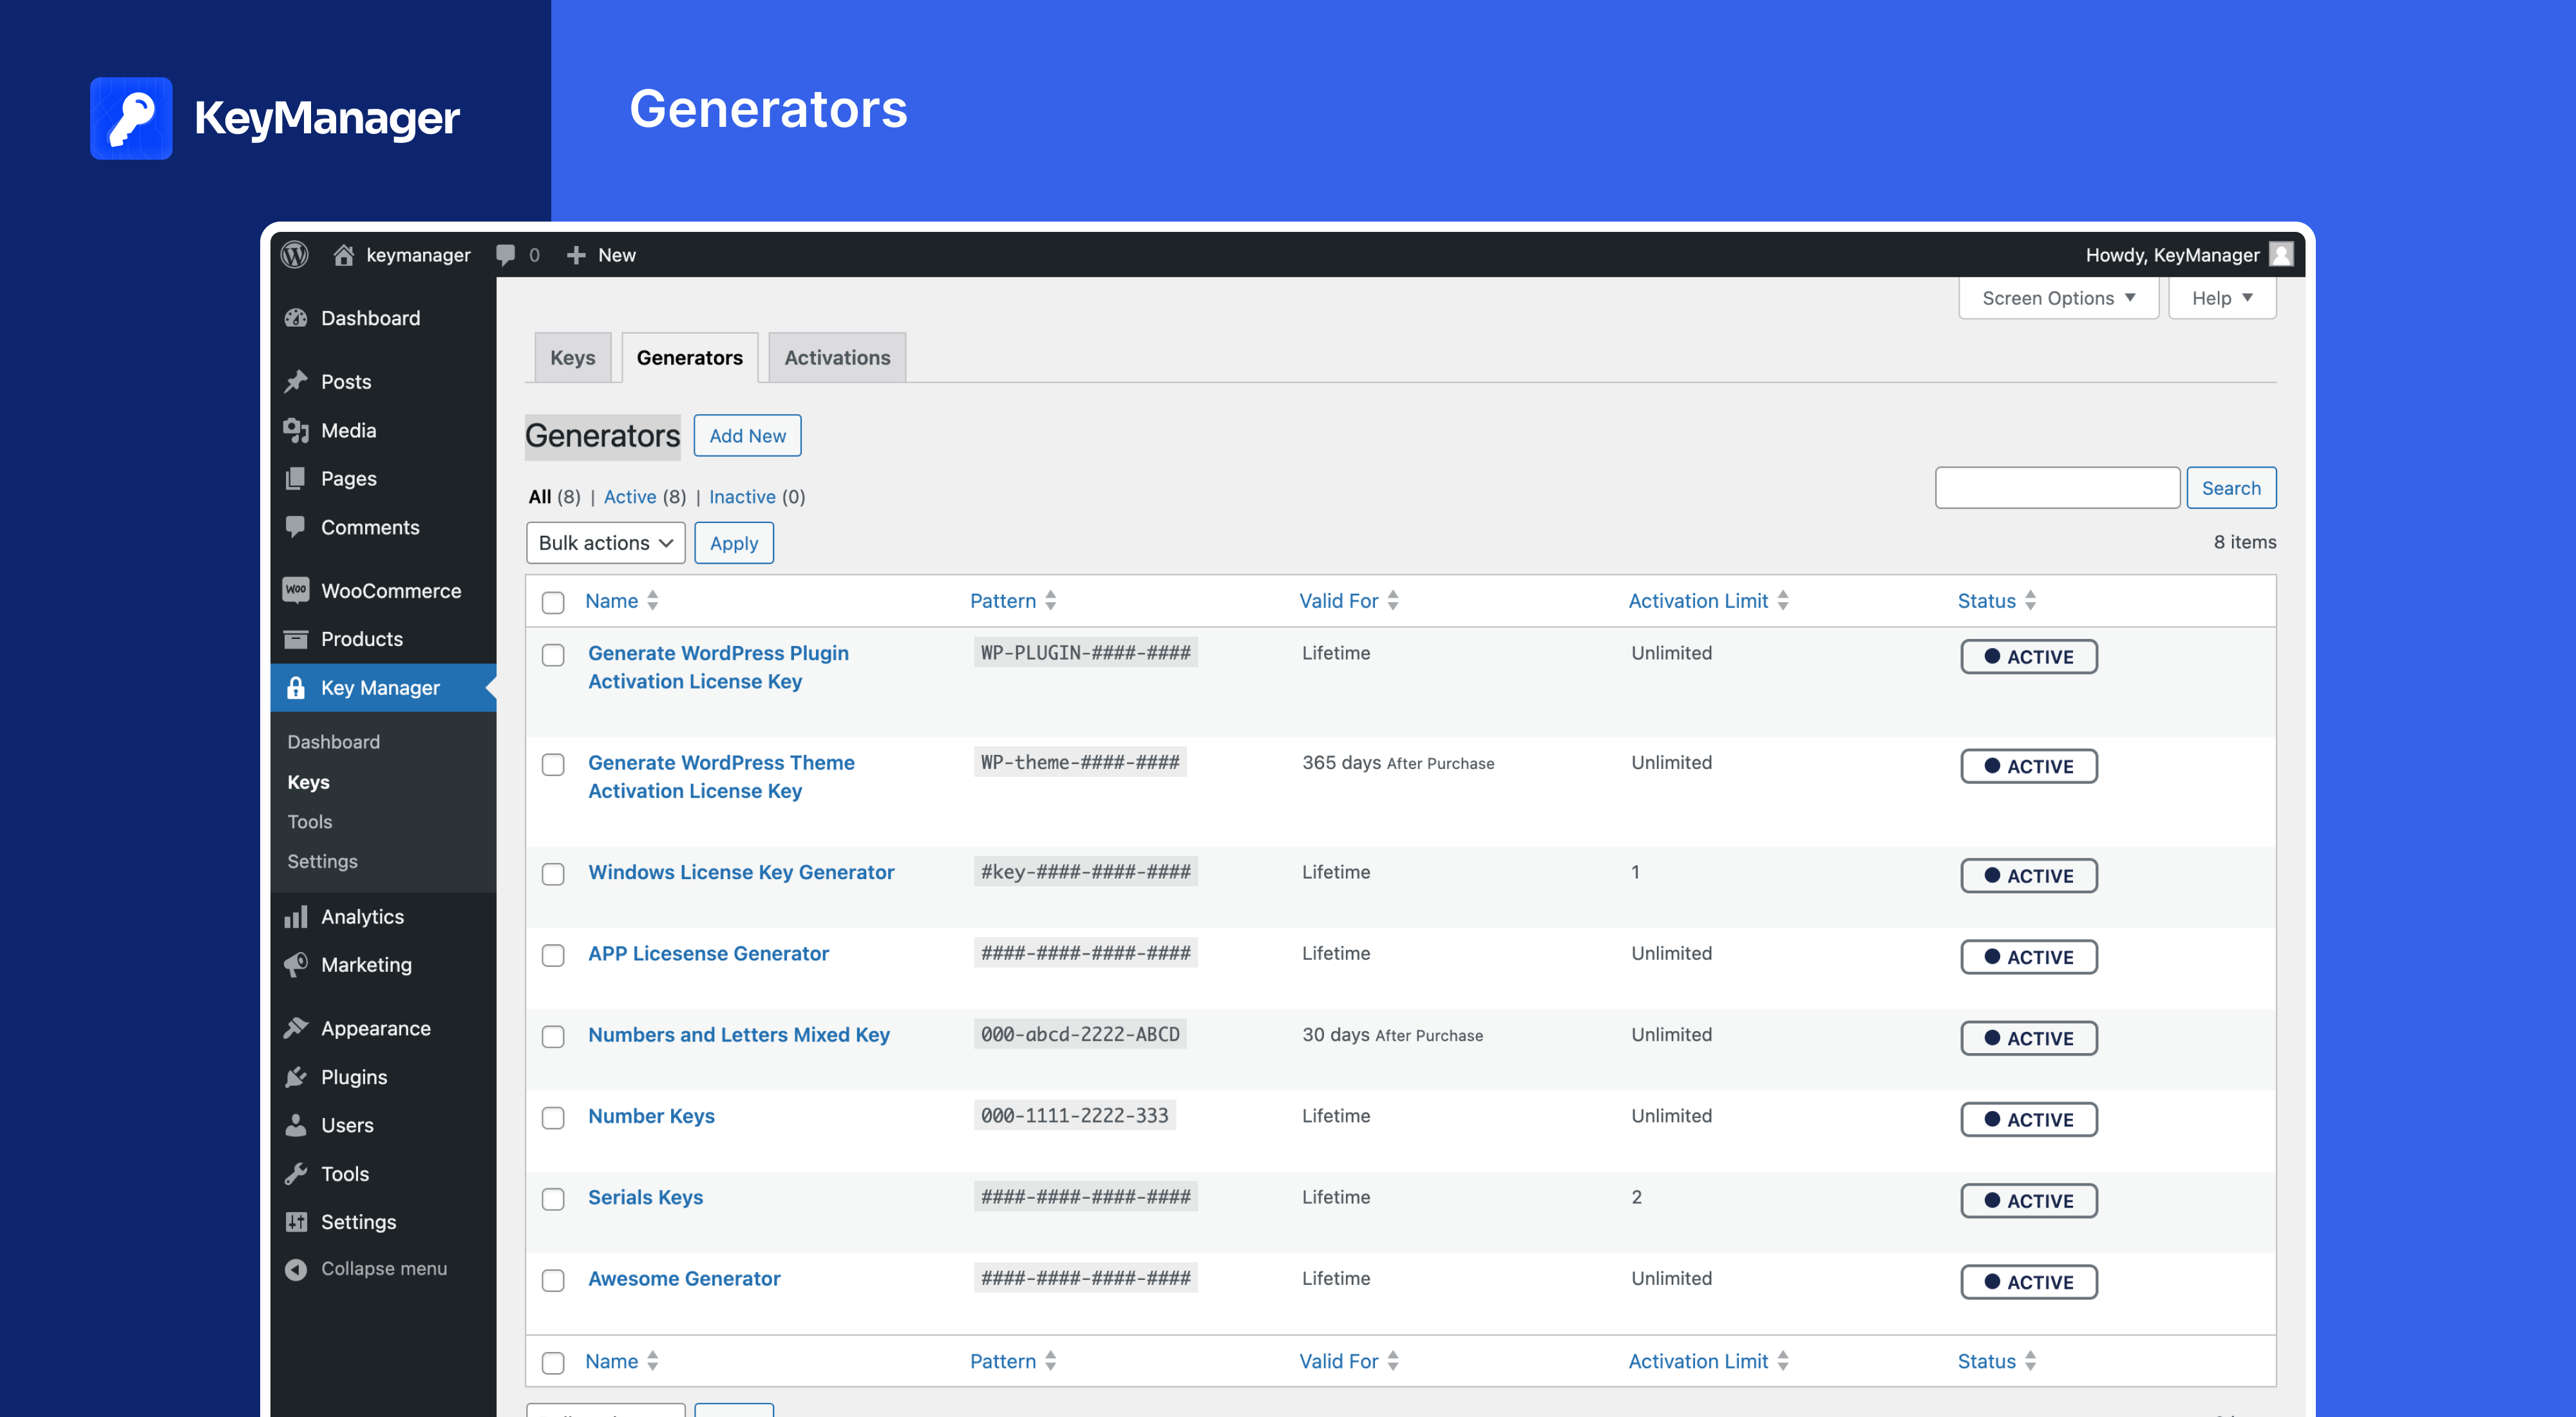 KeyManager
Generators
keymanager 0 New Howdy, KeyManager
Screen Options Help
Dashboard
Posts
Media
Pages
Comments
WOO WooCommerce
Products
Key Manager
Dashboard
Keys
Tools
Settings
Analytics
Marketing
Appearance
Plugins
Users
Tools
Settings
Collapse menu
Keys Generators Activations
Generators Add New
All (8) | Active (8) | Inactive (0)
Search
Bulk actions Apply 8 items
Name Pattern Valid For Activation Limit Status
Generate WordPress Plugin WP-PLUGIN-####-#### Lifetime Unlimited ACTIVE
Activation License Key
Generate WordPress Theme WP-theme-####-#### 365 days After Purchase Unlimited ACTIVE
Activation License Key
Windows License Key Generator #key-####-####-#### Lifetime 1 ACTIVE
APP Licesense Generator ####-####-####-#### Lifetime Unlimited ACTIVE
Numbers and Letters Mixed Key 000-abcd-2222-ABCD 30 days After Purchase Unlimited ACTIVE
Number Keys 000-1111-2222-333 Lifetime Unlimited ACTIVE
Serials Keys ####-####-####-#### Lifetime 2 ACTIVE
Awesome Generator ####-####-####-#### Lifetime Unlimited ACTIVE
Name Pattern Valid For Activation Limit Status